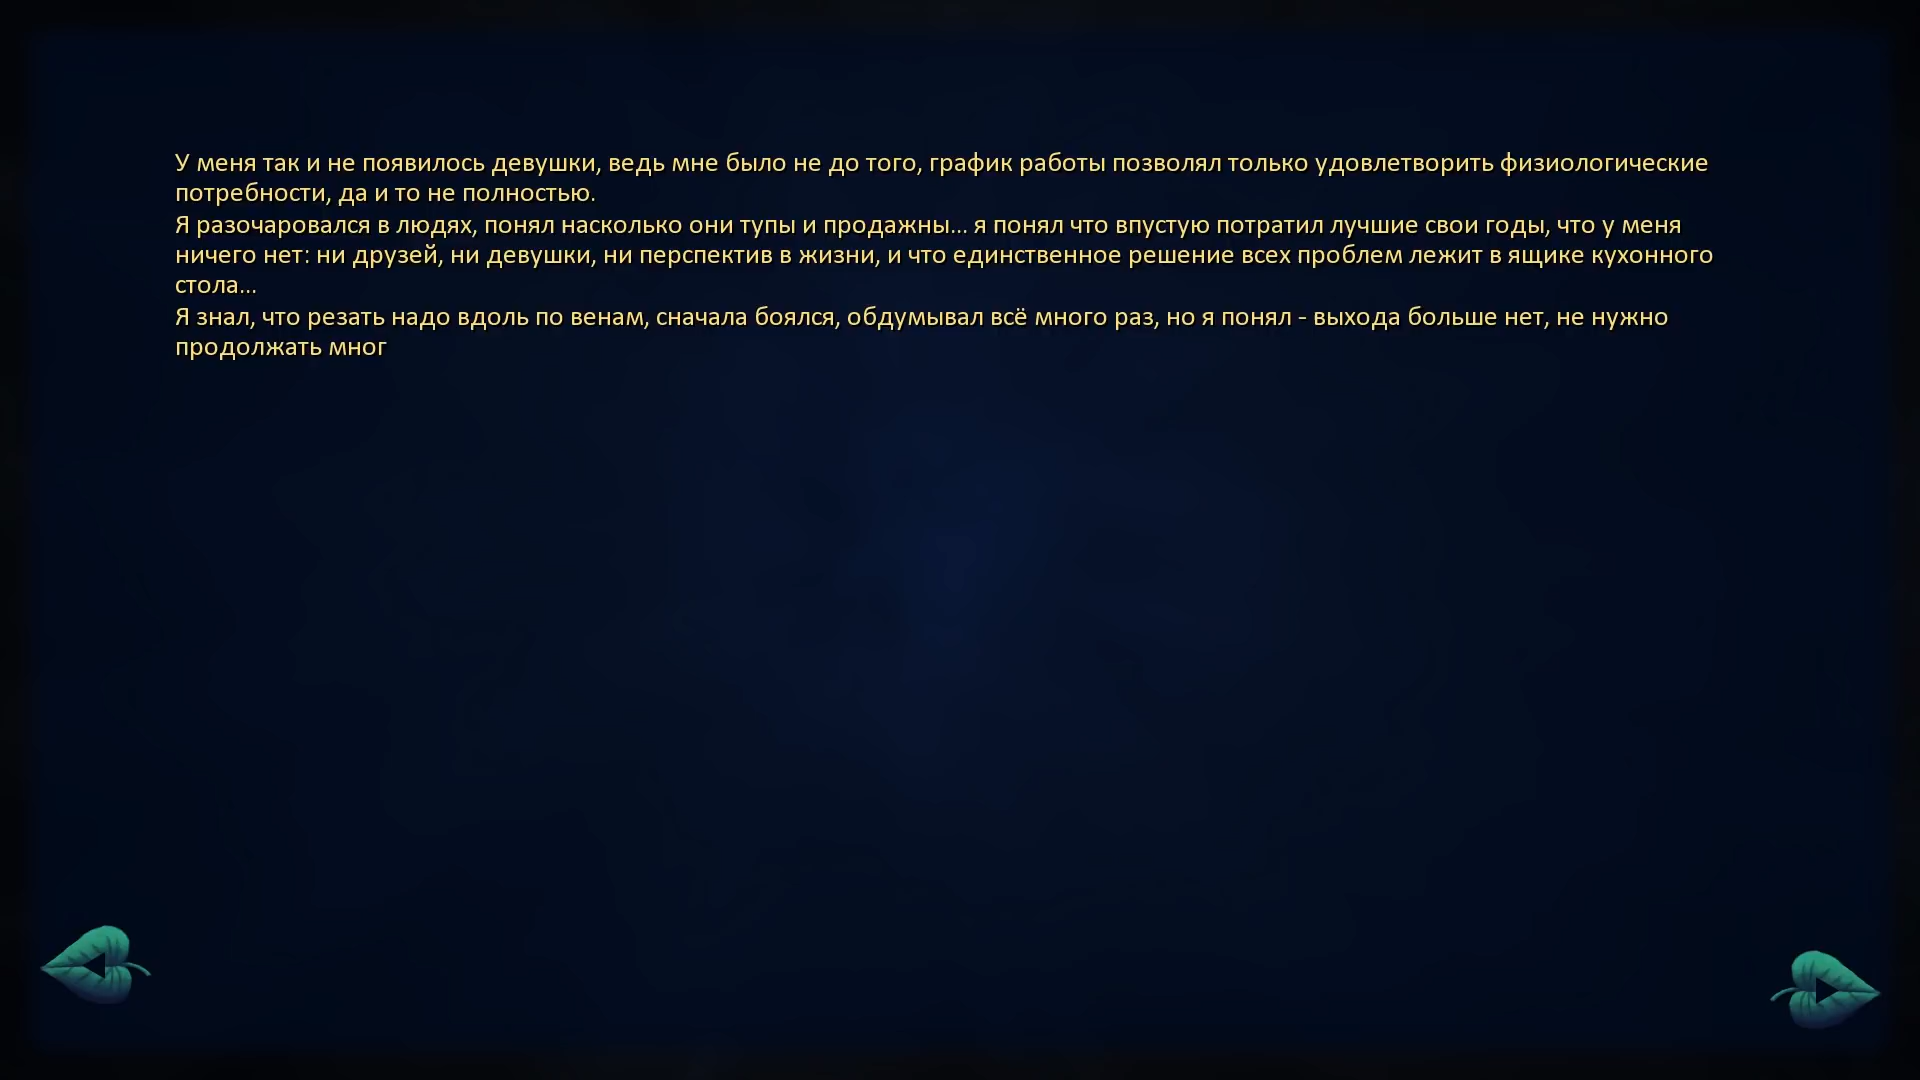 У меня так и не появилось девушки, ведь мне было не до того, график работы позволял только удовлетворить физиологические
потребности, да и то не полностью.
Я разочаровался в людях, понял насколько они тупы и продажны... я понял что впустую потратил лучшие свои годы, что у меня
ничего нет: ни друзей, ни девушки, ни перспектив в жизни, и что единственное решение всех проблем лежит в ящике кухонного
стола...
Я знал, что резать надо вдоль по венам, сначала боялся, обдумывал всё много раз, но я понял - выхода больше нет, не нужно
продолжать мног